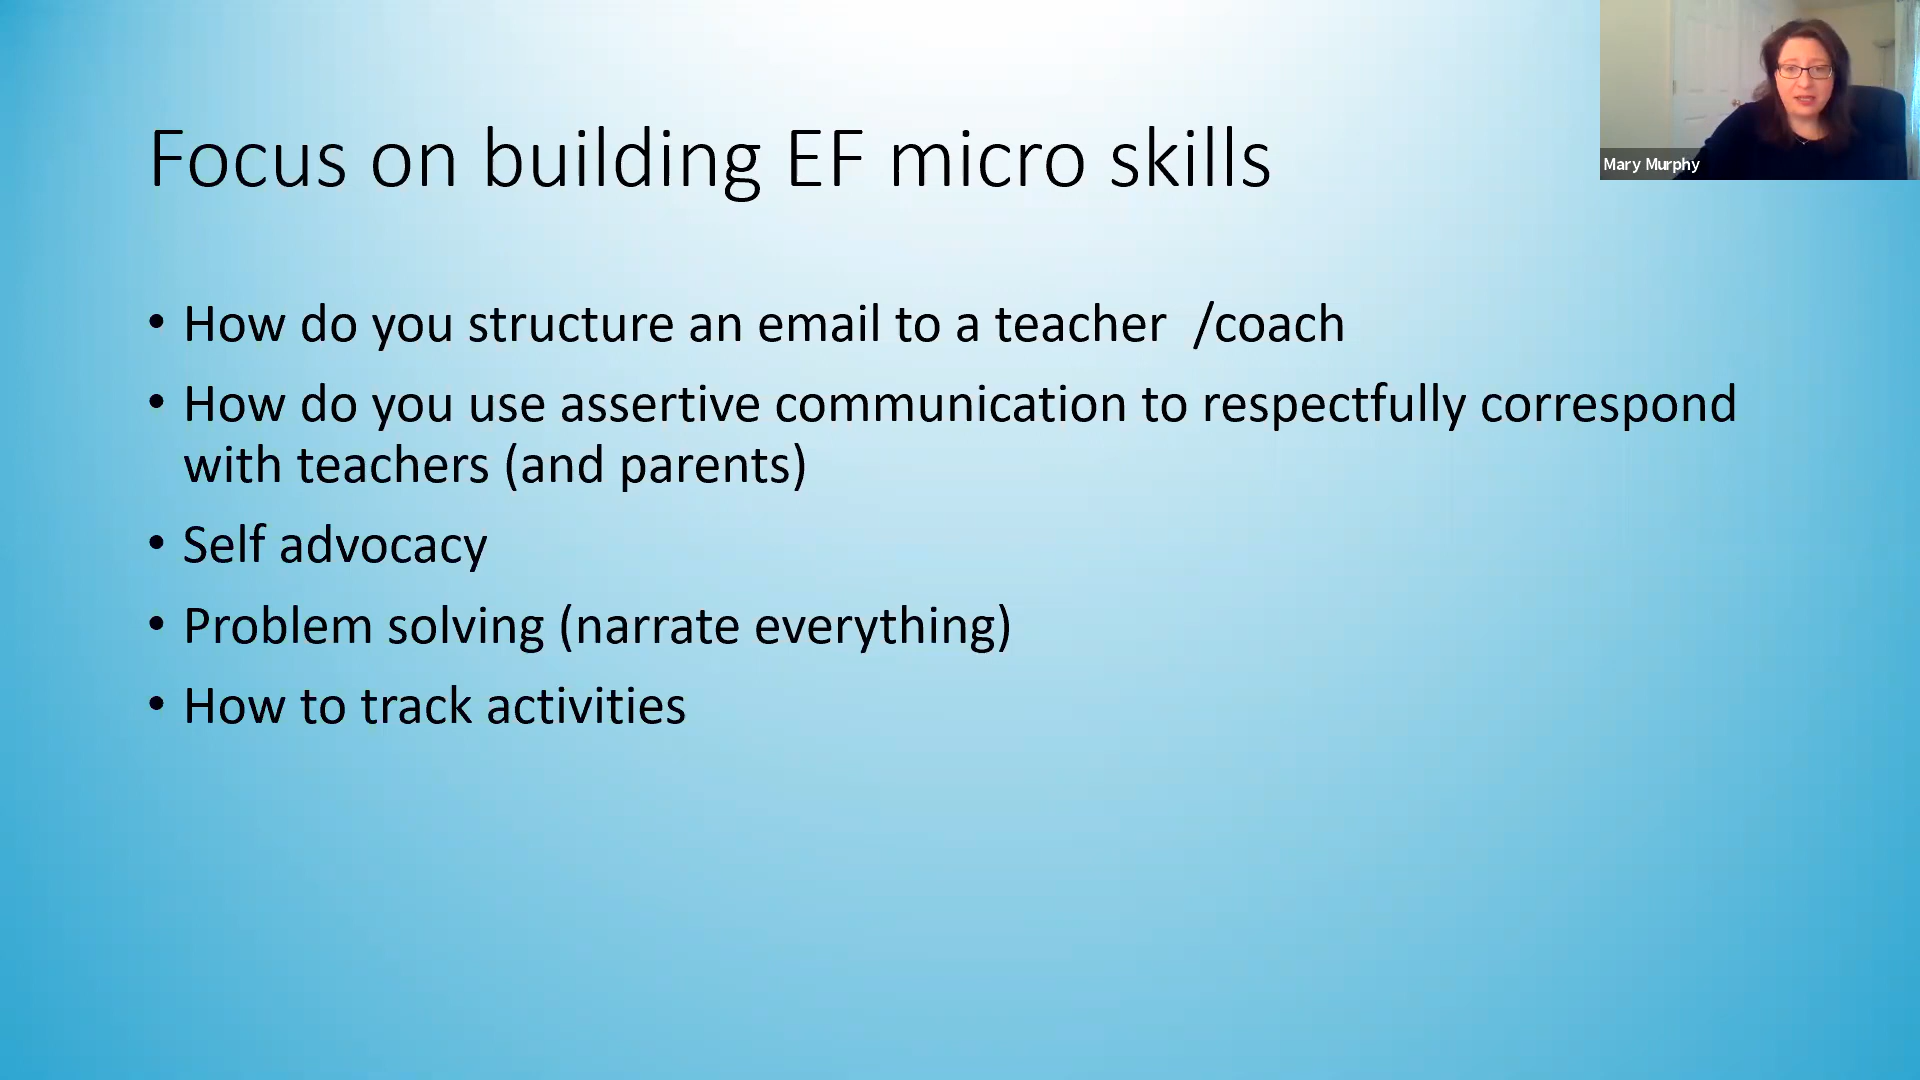 Focus on building EF micro skills
Mary Murphy
• How do you structure an email to a teacher  /coach
• How do you use assertive communication to respectfully correspond
with teachers (and parents)
• Self advocacy
• Problem solving (narrate everything)
• How to track activities